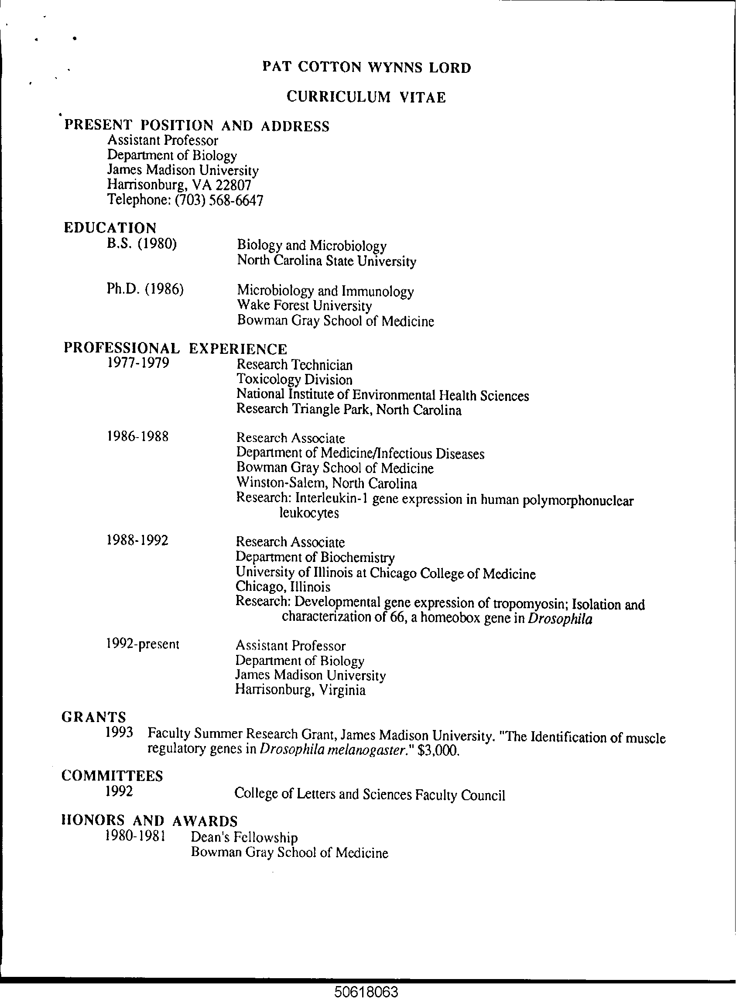 PAT COTTON WYNNS LORD
CURRICULUM VITAE
PRESENT POSITION AND ADDRESS
Assistant Professor
Department of Biology
James Madison University
Harrisonburg, VA 22807
Telephone: (703) 568-6647
EDUCATION
B.S. (1980) Biology and Microbiology
North Carolina State University
Ph.D. (1986) Microbiology and Immunology
Wake Forest University
Bowman Gray School of Medicine
PROFESSIONAL EXPERIENCE
1977-1979 Research Technician
Toxicology Division
National Institute of Environmental Health Sciences
Research Triangle Park, North Carolina
1986-1988 Research Associate
Department of Medicine/Infectious Diseases
Bowman Gray School of Medicine
Winston-Salem, North Carolina
Research: Interleukin-1 gene expression in human polymorphonuclear
leukocytes
1988-1992 Research Associate
Department of Biochemistry
University of Illinois at Chicago College of Medicine
Chicago, Illinois
Research: Developmental gene expression of tropomyosin; Isolation and
characterization of 66, a homeobox gene in Drosophila
1992-present Assistant Professor
Department of Biology
James Madison University
Harrisonburg, Virginia
GRANTS
1993 Faculty Summer Research Grant, James Madison University. "The Identification of muscle
regulatory genes in Drosophila melanogaster." $3,000.
COMMITTEES
1992 College of Letters and Sciences Faculty Council
HONORS AND AWARDS
1980-1981 Dean's Fellowship
Bowman Gray School of Medicine
50618063